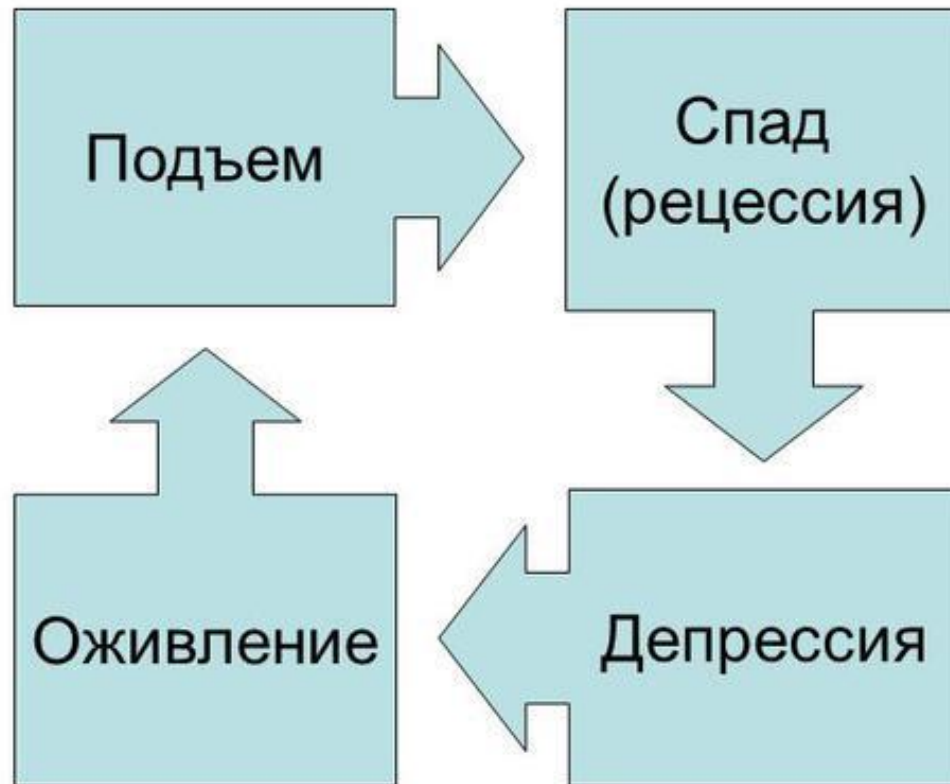 Подъем
Спад
(рецессия)
Оживление
Депрессия